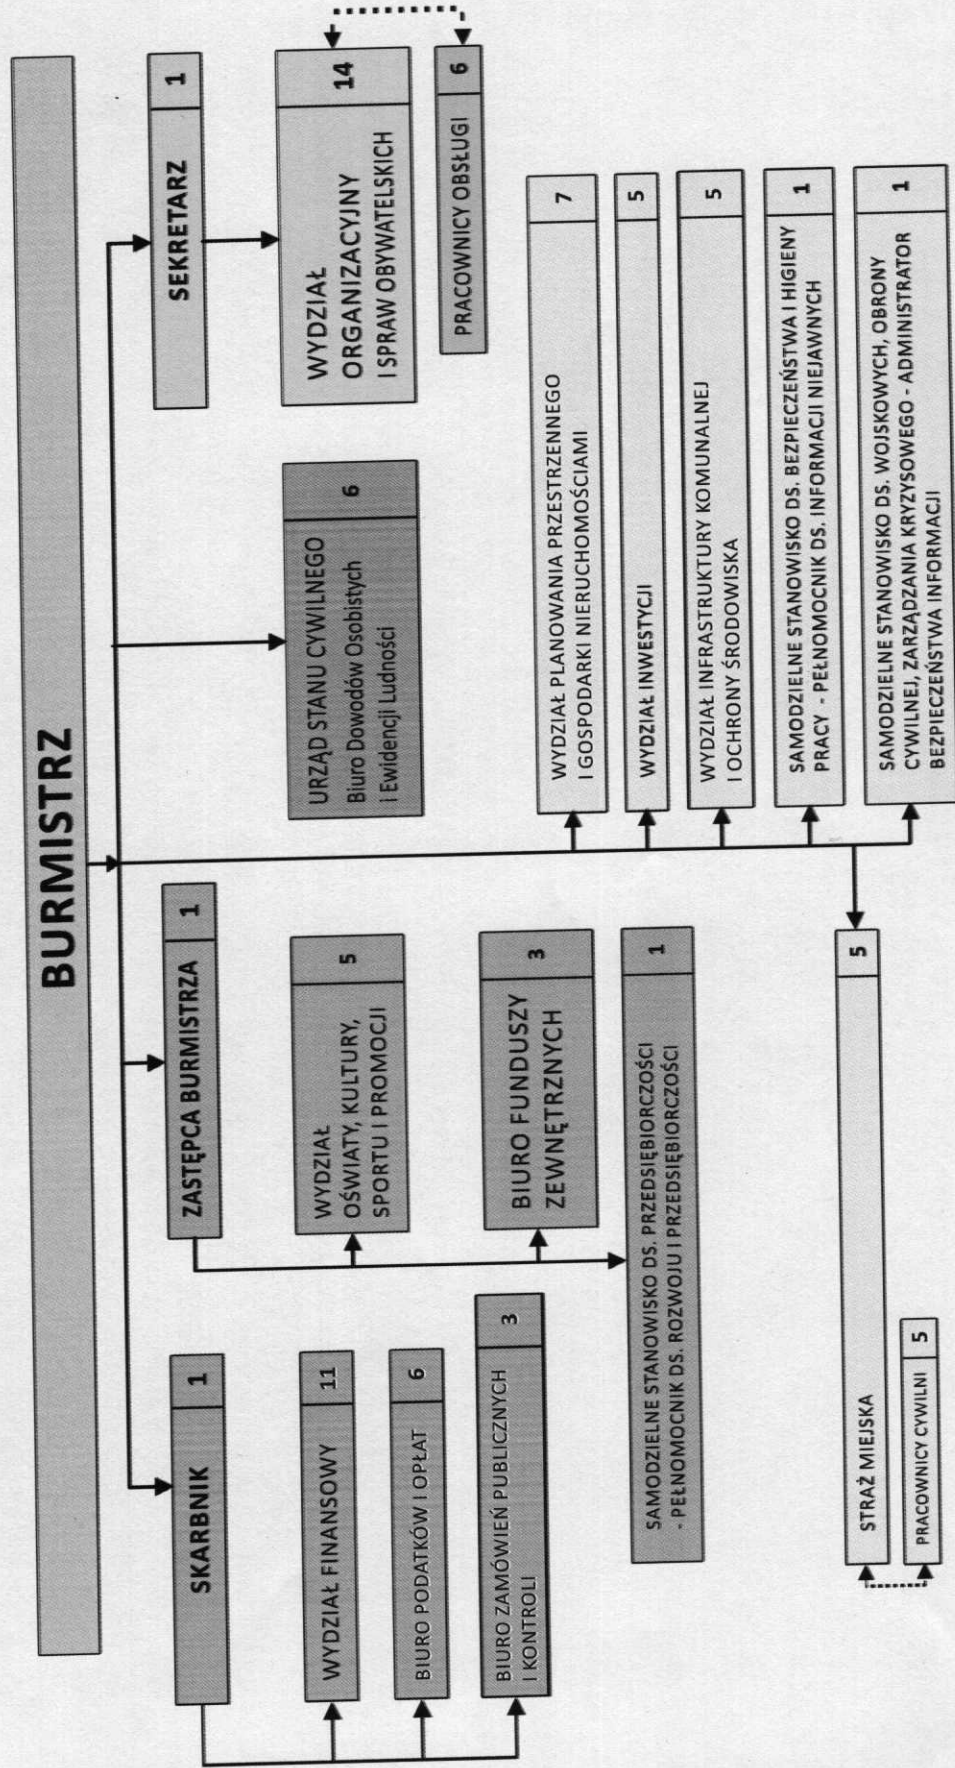 BURMISTRZ
SKARBNIK 1
WYDZIAŁ FINANSOWY 11
BIURO PODATKÓW I OPŁAT 6
BIURO ZAMÓWIEŃ PUBLICZNYCH
I KONTROLI
3
ZASTĘPCA BURMISTRZA 1
WYDZIAŁ
OŚWIATY, KULTURY,
SPORTU I PROMOCJI
5
BIURO FUNDUSZY
ZEWNĘTRZNYCH
3
SAMODZIELNE STANOWISKO DS. PRZEDSIĘBIORCZOŚCI
- PEŁNOMOCNIK DS. ROZWOJU I PRZEDSIĘBIORCZOŚCI
1
URZĄD STANU CYWILNEGO
Biuro Dowodów Osobistych
i Ewidencji Ludności
6
SEKRETARZ 1
WYDZIAŁ
ORGANIZACYJNY
I SPRAW OBYWATELSKICH
14
PRACOWNICY OBSŁUGI 6
WYDZIAŁ PLANOWANIA PRZESTRZENNEGO
I GOSPODARKI NIERUCHOMOŚCIAMI
7
WYDZIAŁ INWESTYCJI 5
WYDZIAŁ INFRASTRUKTURY KOMUNALNEJ
I OCHRONY ŚRODOWISKA
5
SAMODZIELNE STANOWISKO DS. BEZPIECZEŃSTWA I HIGIENY
PRACY - PEŁNOMOCNIK DS. INFORMACJI NIEJAWNYCH
1
SAMODZIELNE STANOWISKO DS. WOJSKOWYCH, OBRONY
CYWILNEJ, ZARZĄDZANIA KRYZYSOWEGO - ADMINISTRATOR
BEZPIECZEŃSTWA INFORMACJI
1
STRAŻ MIEJSKA 5
PRACOWNICY CYWILNI 5